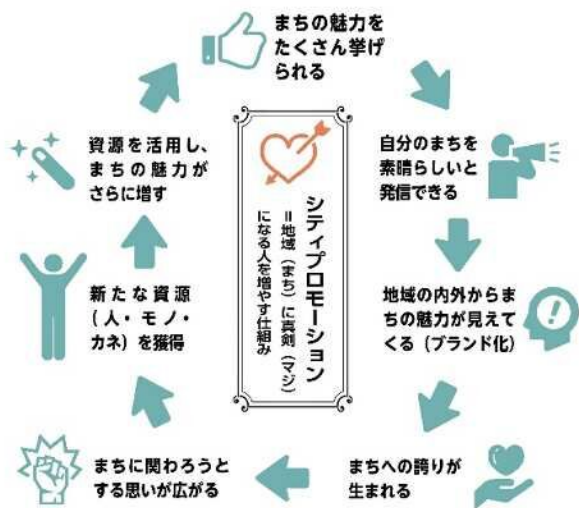 まちの魅力を
たくさん挙げ
られる
自分のまちを
素晴らしいと
発信できる
地域の内外からま
ちの魅力が見えて
くる（ブランド化）
まちへの誇りが
生まれる
まちに関わろうと
する思いが広がる
新たな資源
（人・モノ・
カネ）を獲得
資源を活用し、
まちの魅力が
さらに増す
シティプロモーション
＝地域（まち）に真剣（マジ）
になる人を増やす仕組み